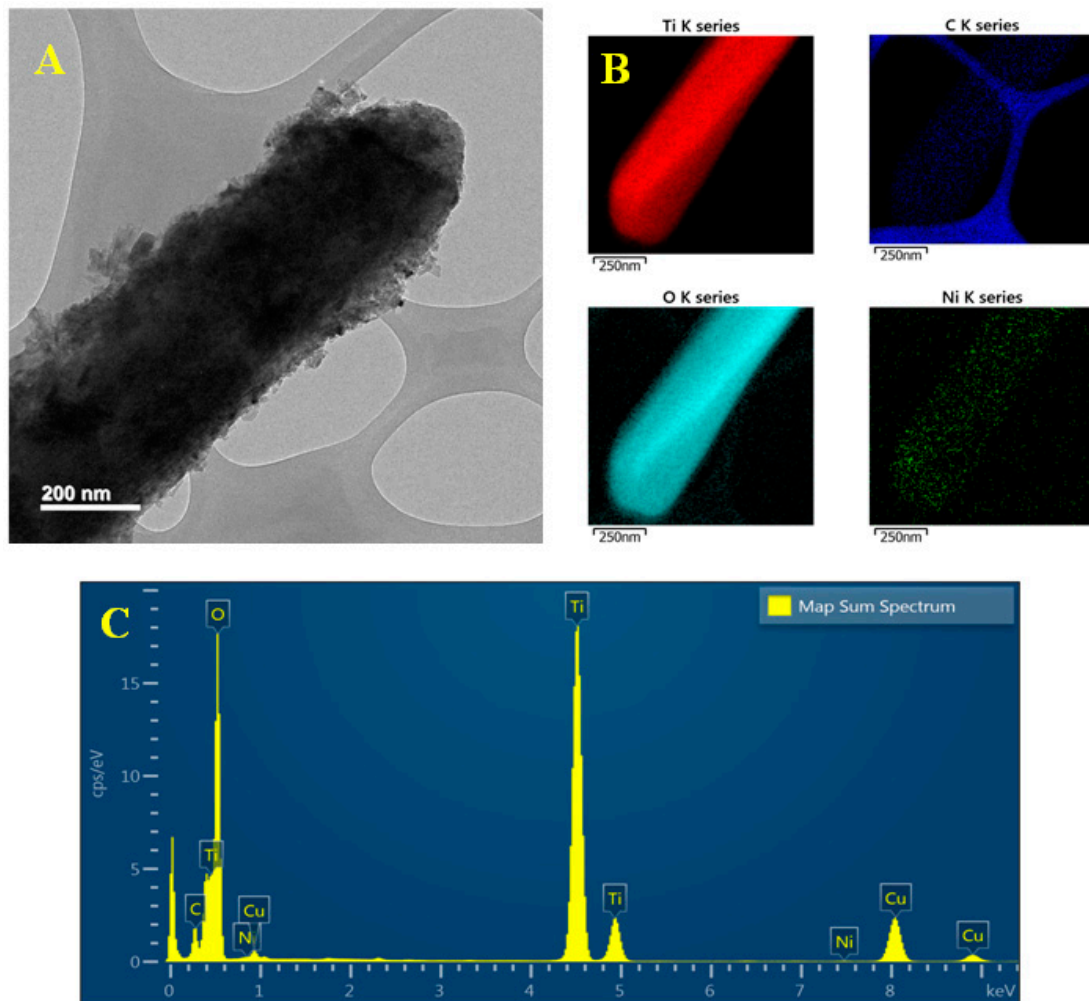 A
200 nm
B
Ti K series
250nm
C K series
250nm
O K series
250nm
Ni K series
250nm
C
Map Sum Spectrum
cps/eV
15
10
5
0
C
Ti
O
Ni
Cu
Ti
Ti
Ni
Cu
Cu
0 1 2 3 4 5 6 7 8 keV